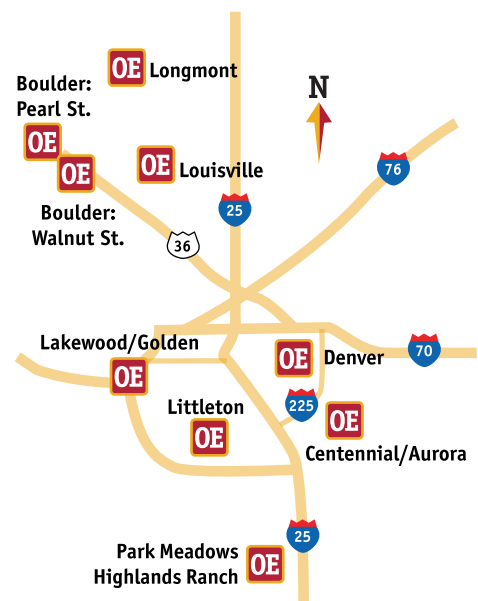 OE Longmont
N
Boulder:
Pearl St.
OE
OE
OE Louisville
76
Boulder:
Walnut St.
25
36
Lakewood/Golden
OE
OE Denver
70
Littleton
OE
225
OE
Centennial/Aurora
25
Park Meadows
Highlands Ranch
OE